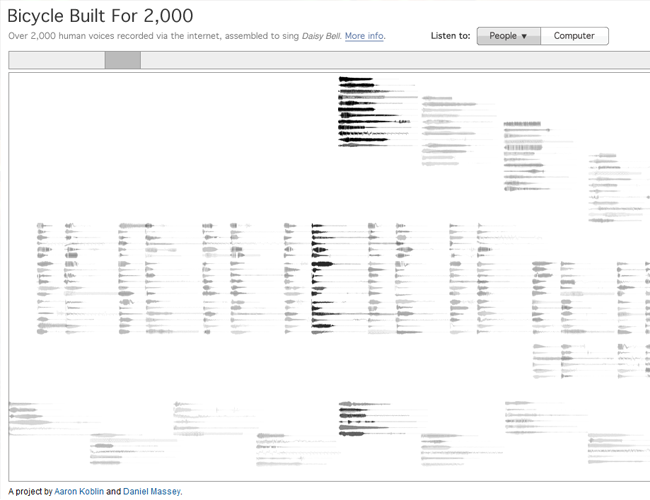 Bicycle Built For 2,000
Over 2,000 human voices recorded via the internet, assembled to sing Daisy Bell. More info.
Listen to: People ▼ Computer
A project by Aaron Koblin and Daniel Massey.